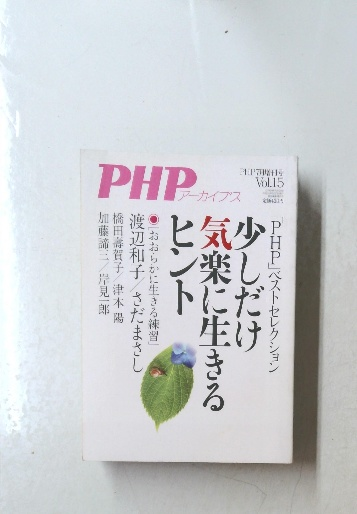 PHP
アーカイブス
PHP7月増刊号
Vol.15
「PHP」ベストセレクション
少しだけ
気楽に生きる
ヒント
◉[おおらかに生きる練習]
渡辺和子/さだまさし
橋田壽賀子/津本 陽
加藤諦三/岸見一郎